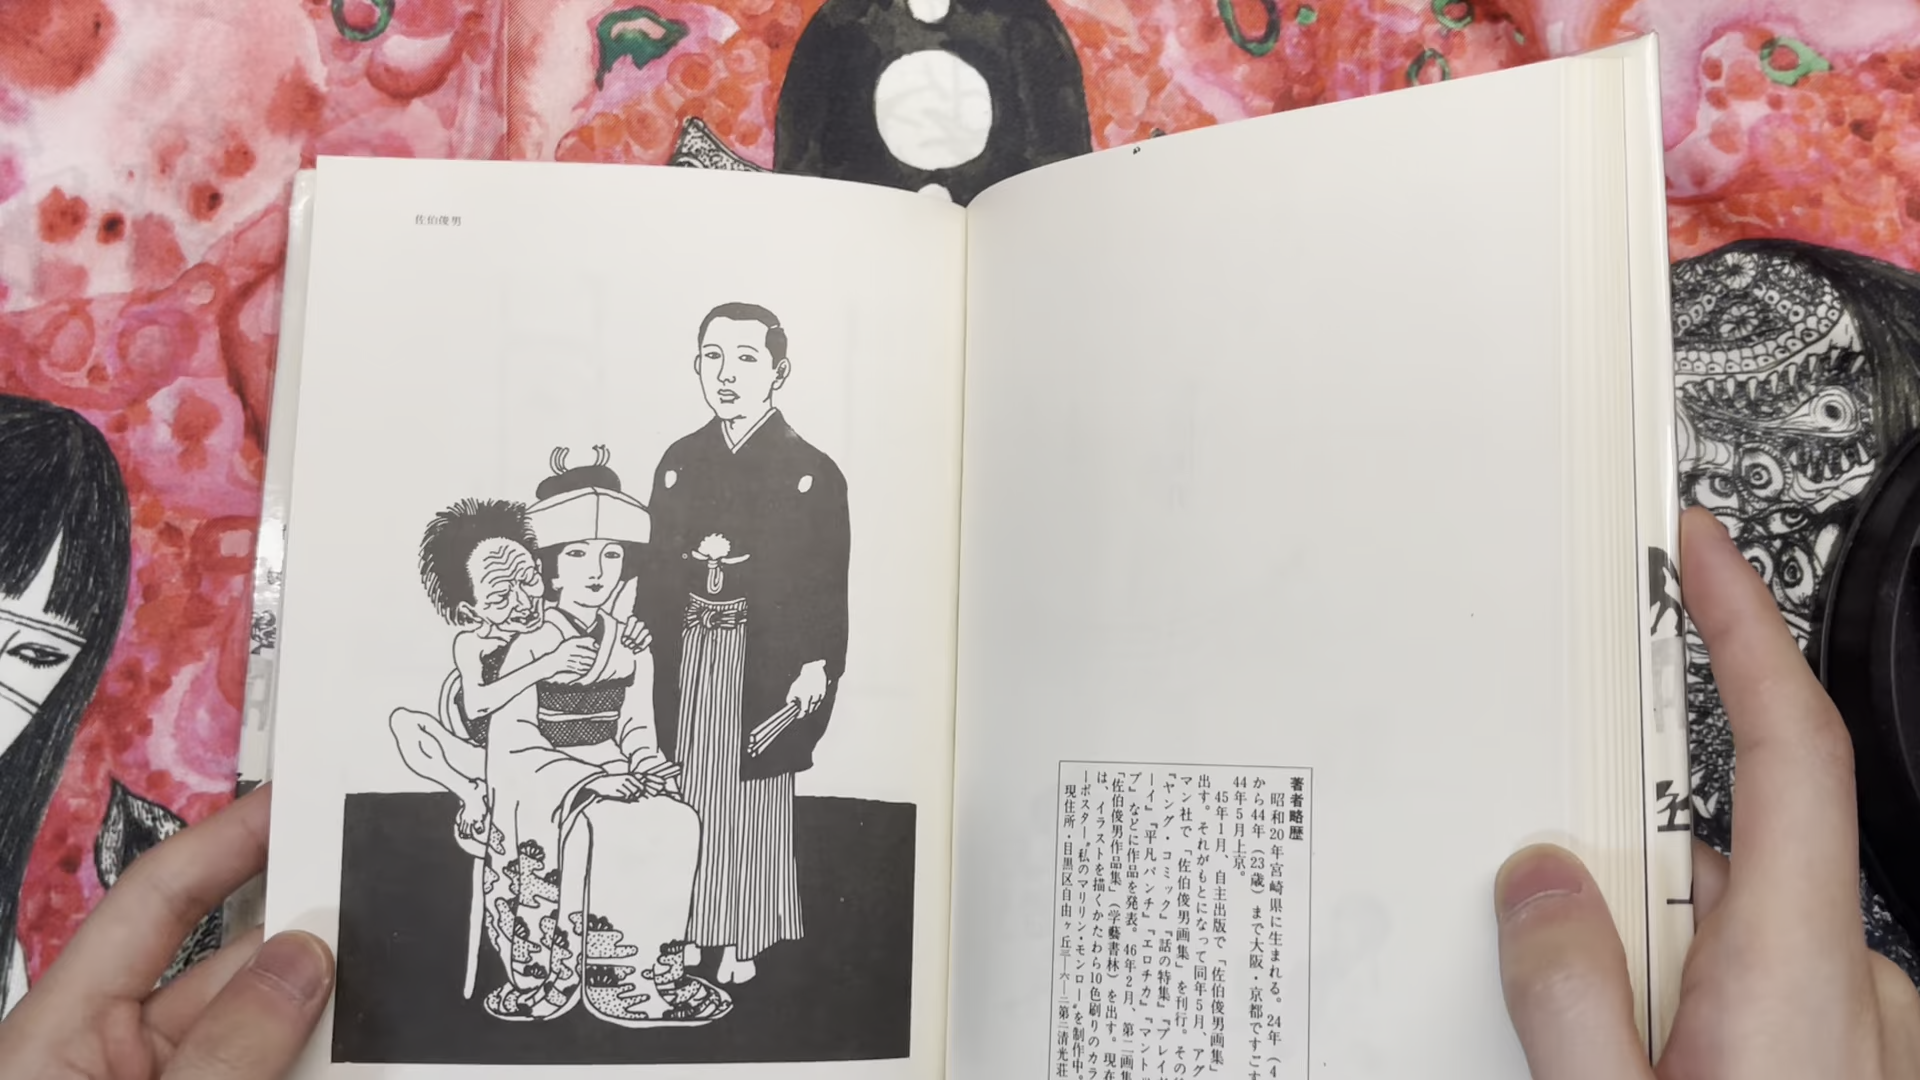 佐伯俊男
著者略歴
昭和20年宮崎県に生まれる。24年（4
から44年（23歳）まで大阪・京都ですごす
44年5月上京。
45年1月、自主出版で「佐伯俊男画集」
出す。それがもとになって同年5月、アグ
マン社で「佐伯俊男画集」を刊行。その
『ヤング・コミック』『話の特集』『プレイ
ーイ』『平凡パンチ』『エロチカ』『マント
プ』などに作品を発表。46年2月、第二画集
「佐伯俊男作品集」（学藝書林）を出す。現在
は、イラストを描くかたわら10色刷りのカラ
ーポスター“私のマリリン・モンロー”を制作中。
現住所・目黒区自由ヶ丘三―六―二第二清光荘